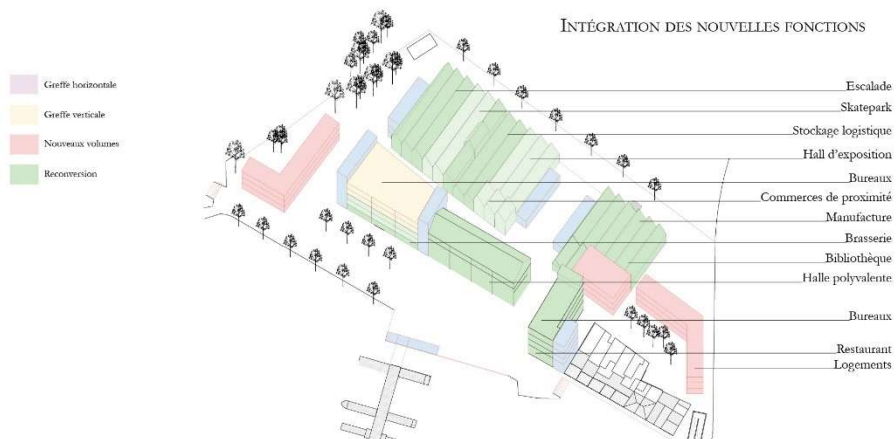 INTÉGRATION DES NOUVELLES FONCTIONS
Greffe horizontale
Greffe verticale
Nouveaux volumes
Reconversion
Escalade
Skatepark
Stockage logistique
Hall d'exposition
Bureaux
Commerces de proximité
Manufacture
Brasserie
Bibliothèque
Halle polyvalente
Bureaux
Restaurant
Logements